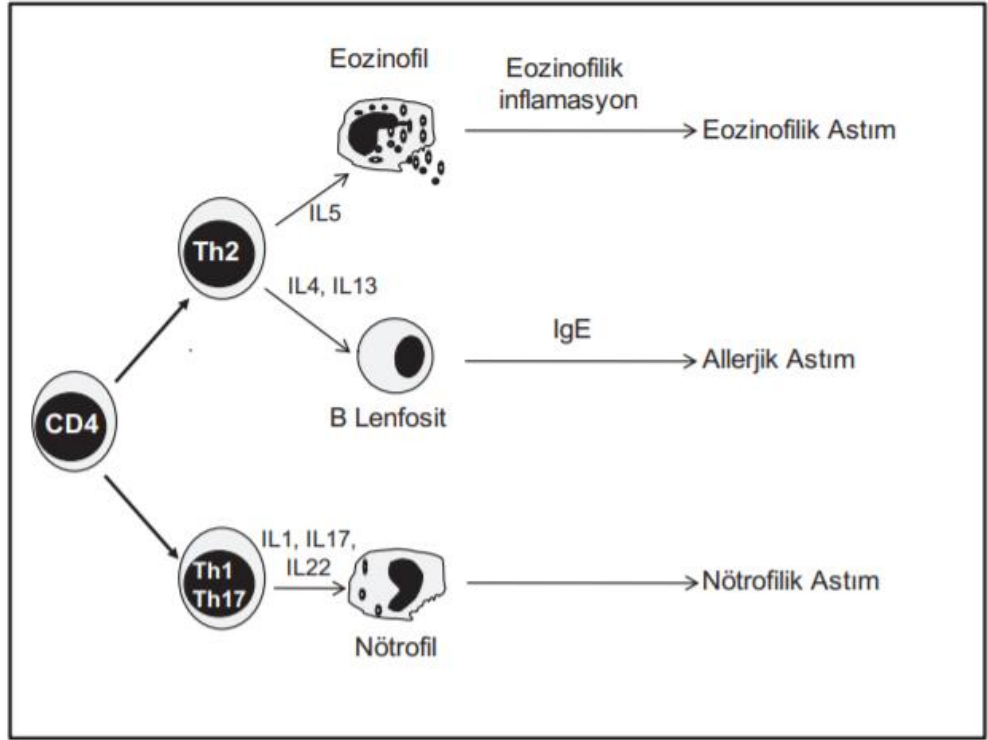 Eozinofil
Eozinofilik
inflamasyon
Eozinofilik Astım
IL5
Th2
IL4, IL13
IgE
Allerjik Astım
B Lenfosit
CD4
IL1, IL17,
IL22
Th1
Th17
Nötrofilik Astım
Nötrofil